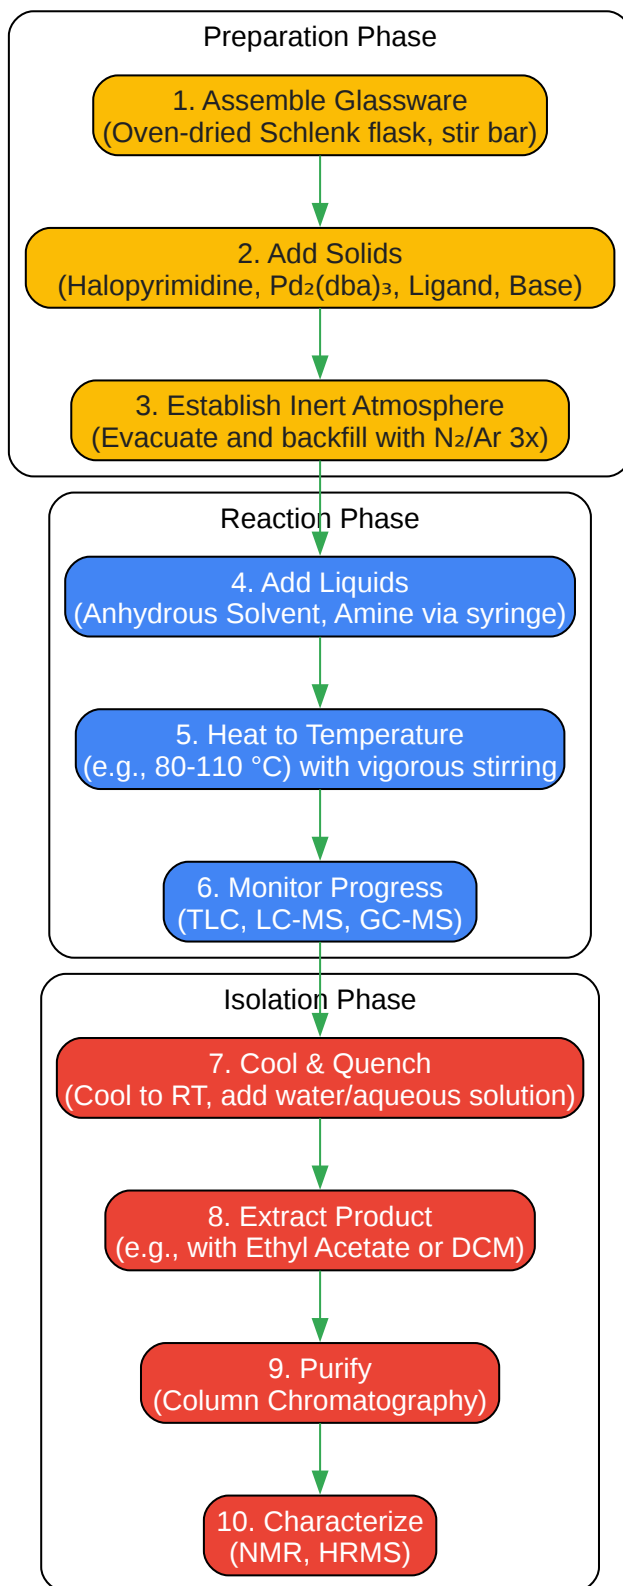 Preparation Phase
1. Assemble Glassware
(Oven-dried Schlenk flask, stir bar)
2. Add Solids
(Halopyrimidine, Pd₂(dba)₃, Ligand, Base)
3. Establish Inert Atmosphere
(Evacuate and backfill with N₂/Ar 3x)
Reaction Phase
4. Add Liquids
(Anhydrous Solvent, Amine via syringe)
5. Heat to Temperature
(e.g., 80-110 °C) with vigorous stirring
6. Monitor Progress
(TLC, LC-MS, GC-MS)
Isolation Phase
7. Cool & Quench
(Cool to RT, add water/aqueous solution)
8. Extract Product
(e.g., with Ethyl Acetate or DCM)
9. Purify
(Column Chromatography)
10. Characterize
(NMR, HRMS)